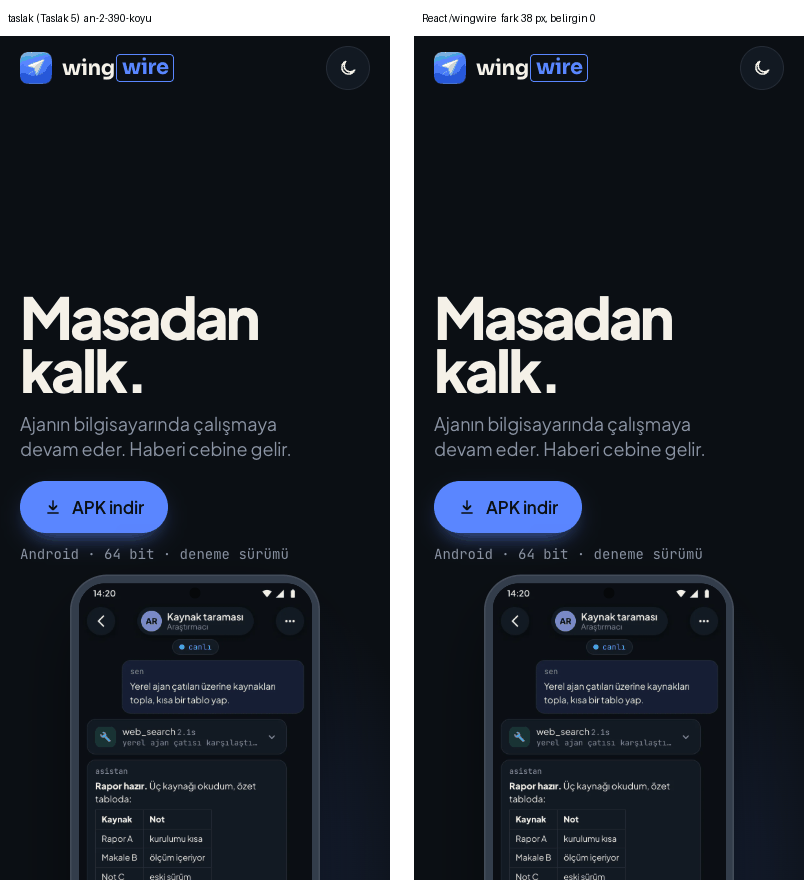 taslak (Taslak 5) an-2-390-koyu
wing wire
Masadan
kalk.
Ajanın bilgisayarında çalışmaya
devam eder. Haberi cebine gelir.
APK indir
Android · 64 bit · deneme sürümü
14:20
AR Kaynak taraması
Araştırmacı
canlı
sen
Yerel ajan çatıları üzerine kaynakları
topla, kısa bir tablo yap.
web_search 2.1s
yerel ajan çatısı karşılaştı…
asistan
Rapor hazır. Üç kaynağı okudum, özet
tabloda:
Kaynak Not
Rapor A kurulumu kısa
Makale B ölçüm içeriyor
Not C eski sürüm
React /wingwire fark 38 px, belirgin 0
wing wire
Masadan
kalk.
Ajanın bilgisayarında çalışmaya
devam eder. Haberi cebine gelir.
APK indir
Android · 64 bit · deneme sürümü
14:20
AR Kaynak taraması
Araştırmacı
canlı
sen
Yerel ajan çatıları üzerine kaynakları
topla, kısa bir tablo yap.
web_search 2.1s
yerel ajan çatısı karşılaştı…
asistan
Rapor hazır. Üç kaynağı okudum, özet
tabloda:
Kaynak Not
Rapor A kurulumu kısa
Makale B ölçüm içeriyor
Not C eski sürüm